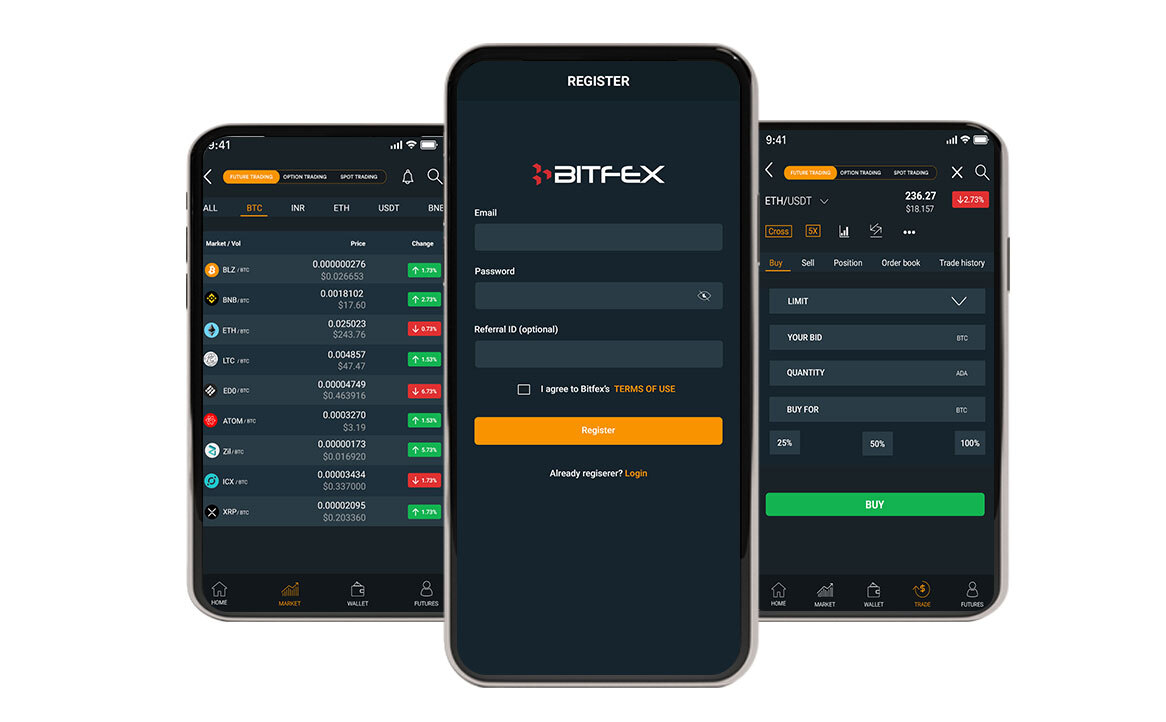 9:41
FUTURE TRADING OPTION TRADING SPOT TRADING
ALL BTC INR ETH USDT BNB
Market / Vol Price Change
BLZ / BTC 0.000000276 1.73%
$0.026653
BNB / BTC 0.0018102 2.73%
$17.60
ETH / BTC 0.025023 0.73%
$243.76
LTC / BTC 0.004857 1.53%
$47.47
EDO / BTC 0.00004749 6.73%
$0.463916
ATOM / BTC 0.0003270 1.53%
$3.19
Zil / BTC 0.00000173 5.73%
$0.016920
ICX / BTC 0.00003434 1.73%
$0.337000
XRP / BTC 0.00002095 1.73%
$0.203360
HOME MARKET WALLET FUTURES
REGISTER
BITFEX
Email
Password
Referral ID (optional)
I agree to Bitfex's TERMS OF USE
Register
Already regiserer? Login
9:41
FUTURE TRADING OPTION TRADING SPOT TRADING
ETH/USDT 236.27 2.73%
$18.157
Cross 5X
Buy Sell Position Order book Trade history
LIMIT
YOUR BID BTC
QUANTITY ADA
BUY FOR BTC
25% 50% 100%
BUY
HOME MARKET WALLET TRADE FUTURES